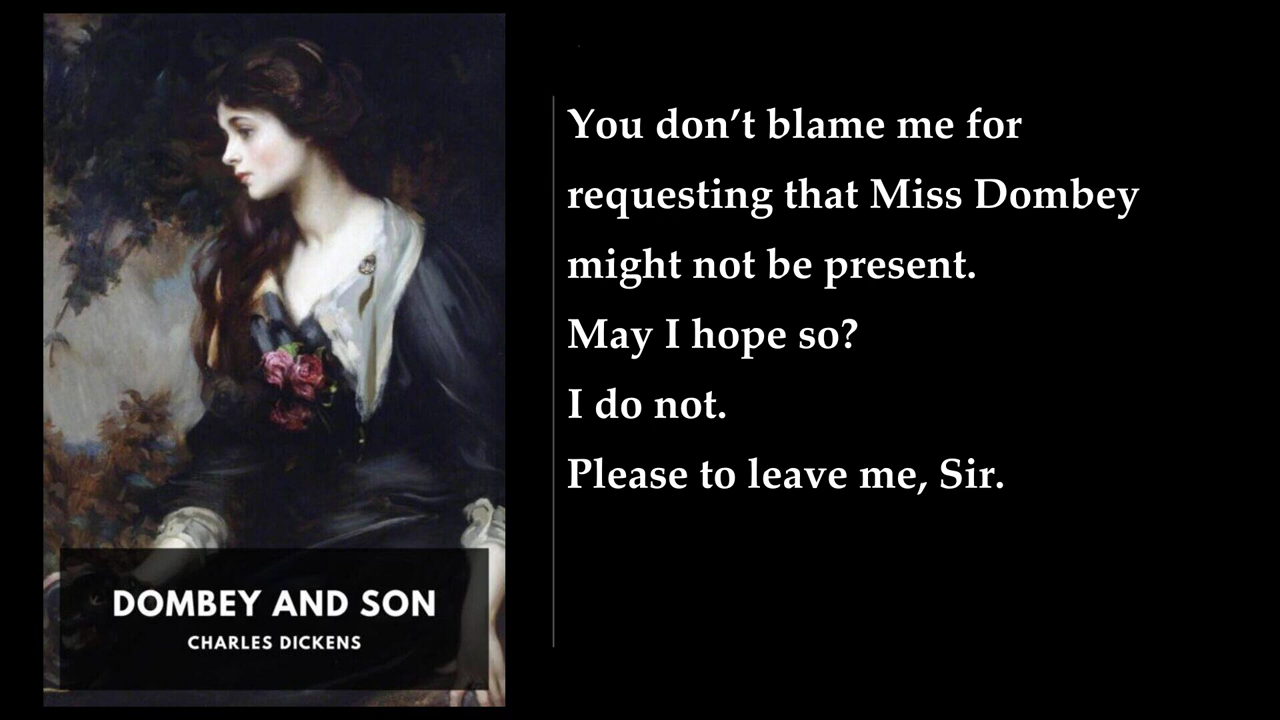 You don’t blame me for
requesting that Miss Dombey
might not be present.
May I hope so?
I do not.
Please to leave me, Sir.
DOMBEY AND SON
CHARLES DICKENS